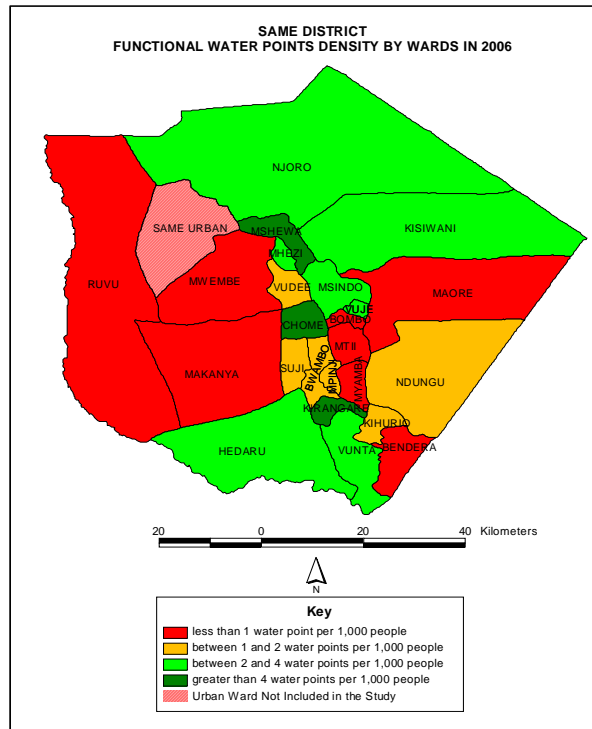 SAME DISTRICT
FUNCTIONAL WATER POINTS DENSITY BY WARDS IN 2006
NJORO
SAME URBAN
MSHEWA
KISIWANI
MHEZI
RUVU
MWEMBE
VUDEE
MSINDO
MAORE
VUJE
BOMBO
CHOME
MTII
MAKANYA
SUJI
BWAMBO
MPINJI
MYAMBA
NDUNGU
KIRANGARE
KIHURIO
HEDARU
VUNTA
BENDERA
20 0 20 40 Kilometers
N
Key
less than 1 water point per 1,000 people
between 1 and 2 water points per 1,000 people
between 2 and 4 water points per 1,000 people
greater than 4 water points per 1,000 people
Urban Ward Not Included in the Study